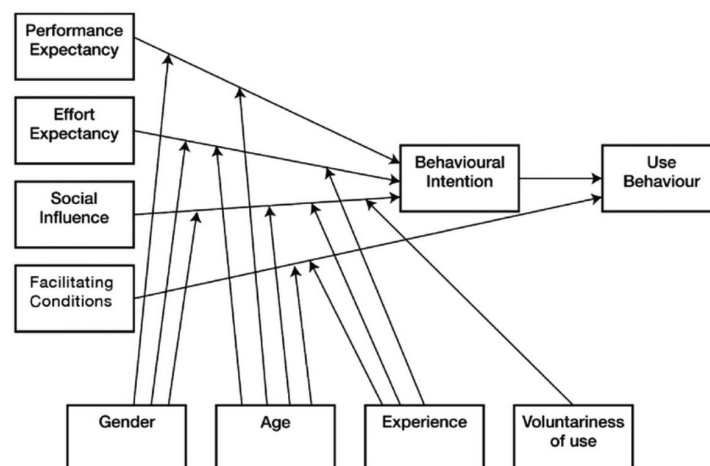 Performance
Expectancy
Effort
Expectancy
Social
Influence
Facilitating
Conditions
Behavioural
Intention
Use
Behaviour
Gender
Age
Experience
Voluntariness
of use